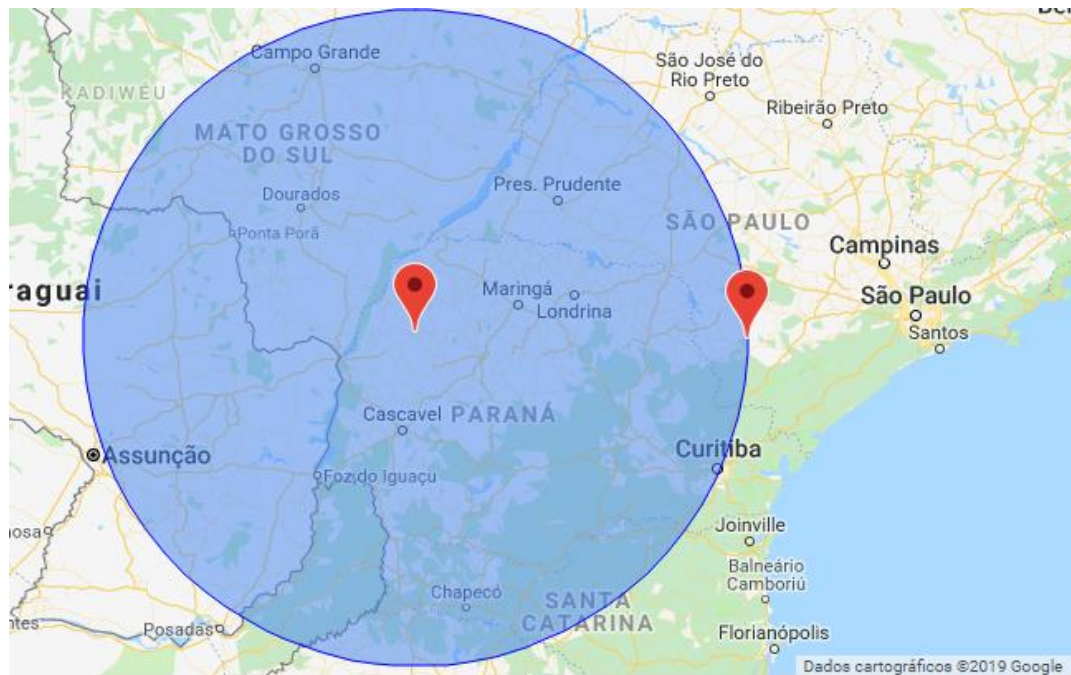 Campo Grande
São José do
Rio Preto
KADIWÉU
Ribeirão Preto
MATO GROSSO
DO SUL
Pres. Prudente
Dourados
SÃO PAULO
Ponta Porã
Campinas
raguai
Maringá
São Paulo
Londrina
Santos
Cascavel
PARANÁ
Curitiba
Assunção
Foz do Iguaçu
Joinville
Balneário
Camboriú
Chapecó
SANTA
CATARINA
Posadas
Florianópolis
Dados cartográficos ©2019 Google